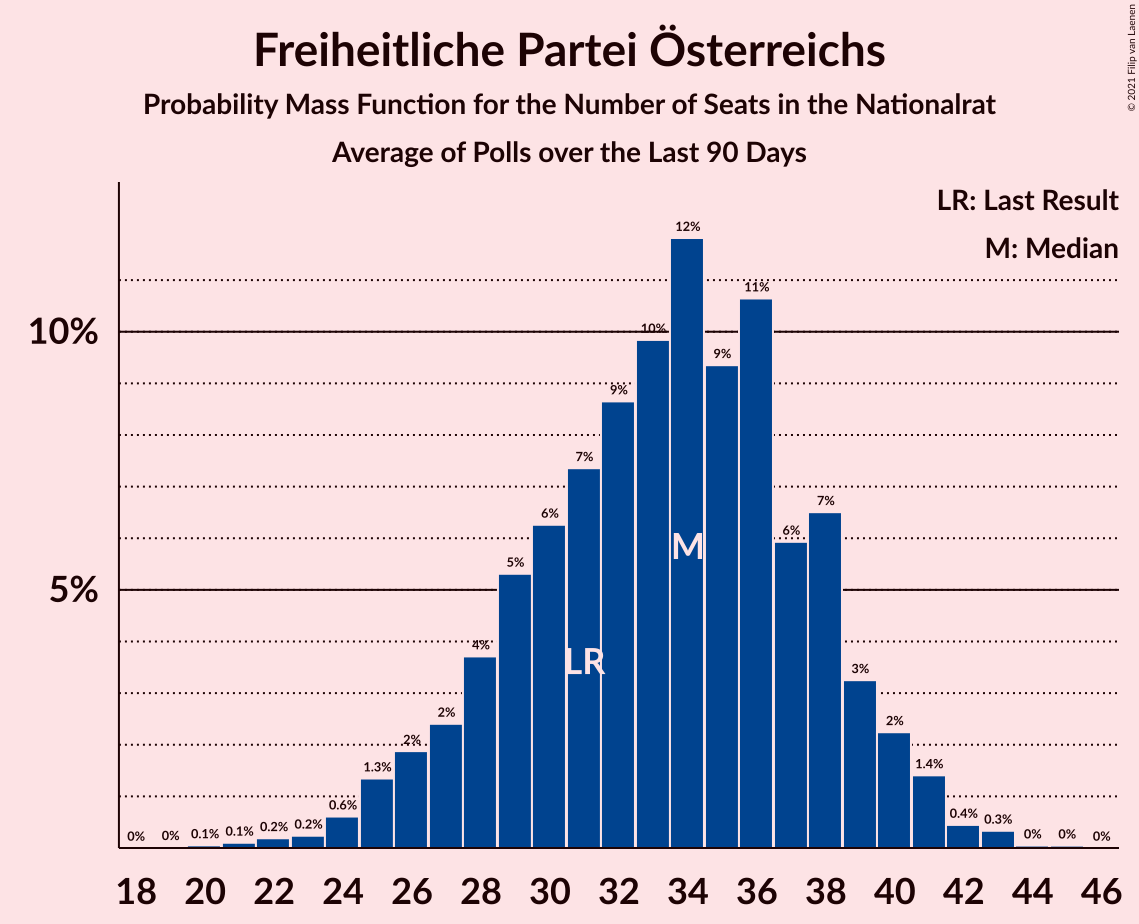 Freiheitliche Partei Österreichs
Probability Mass Function for the Number of Seats in the Nationalrat
Average of Polls over the Last 90 Days
© 2021 Filip van Laenen
LR: Last Result
M: Median
10%
5%
0% 0% 0.1% 0.1% 0.2% 0.2% 0.6% 1.3% 2% 2% 4% 5% 6% 7% 9% 10% 12% 9% 11% 6% 7% 3% 2% 1.4% 0.4% 0.3% 0% 0% 0%
M
LR
18 20 22 24 26 28 30 32 34 36 38 40 42 44 46